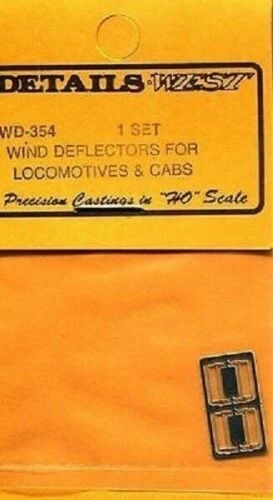 DETAILS WEST
WD-354 1 SET
WIND DEFLECTORS FOR
LOCOMOTIVES & CABS
Precision Castings in "HO" Scale